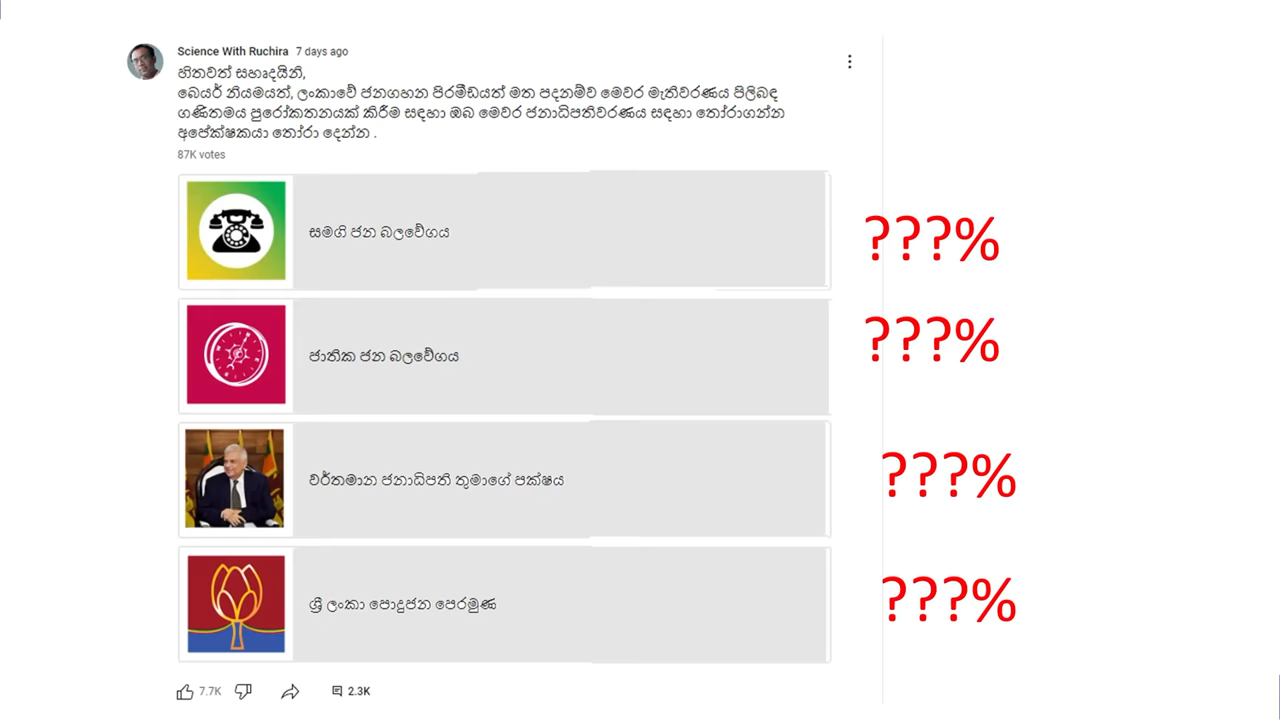 Science With Ruchira 7 days ago
හිතවත් සහෘදයිනි,
බෙයර් නියමයත්, ලංකාවේ ජනගහන පිරමීඩයත් මත පදනම්ව මෙවර මැතිවරණය පිලිබඳ
ගණිතමය පුරෝකතනයක් කිරීම සඳහා ඔබ මෙවර ජනාධිපතිවරණය සඳහා තෝරාගන්න
අපේක්ෂකයා තෝරා දෙන්න .
87K votes
සමගි ජන බලවේගය
???%
ජාතික ජන බලවේගය
???%
වර්තමාන ජනාධිපති තුමාගේ පක්ෂය
???%
ශ්‍රී ලංකා පොදුජන පෙරමුණ
???%
7.7K 2.3K